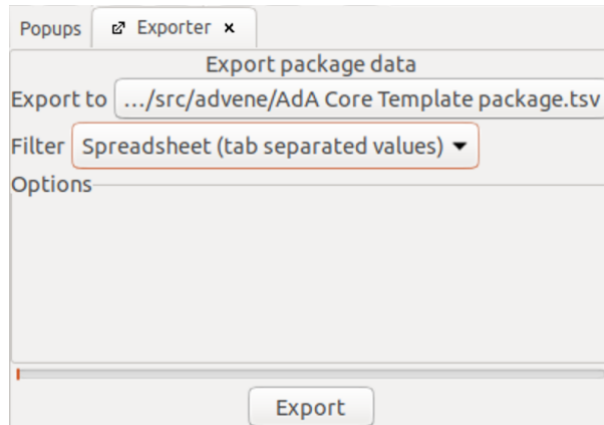 Popups Exporter ×
Export package data
Export to .../src/advene/AdA Core Template package.tsv
Filter Spreadsheet (tab separated values)
Options
Export